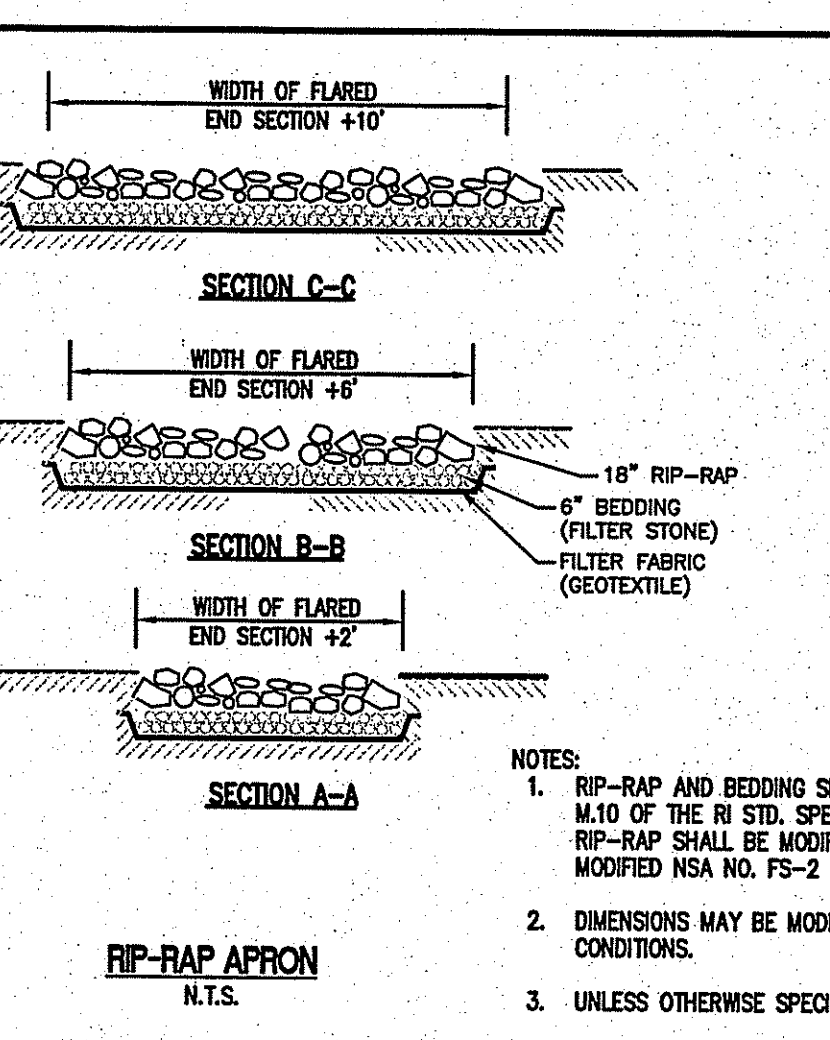 WIDTH OF FLARED
END SECTION +10'
SECTION C-C
WIDTH OF FLARED
END SECTION +6'
18" RIP-RAP
6" BEDDING
(FILTER STONE)
FILTER FABRIC
(GEOTEXTILE)
SECTION B-B
WIDTH OF FLARED
END SECTION +2'
SECTION A-A
RIP-RAP APRON
N.T.S.
NOTES:
1. RIP-RAP AND BEDDING
M.10 OF THE RI STD.
RIP-RAP SHALL BE
MODIFIED NSA NO. FS-2
2. DIMENSIONS MAY BE
CONDITIONS.
3. UNLESS OTHERWISE